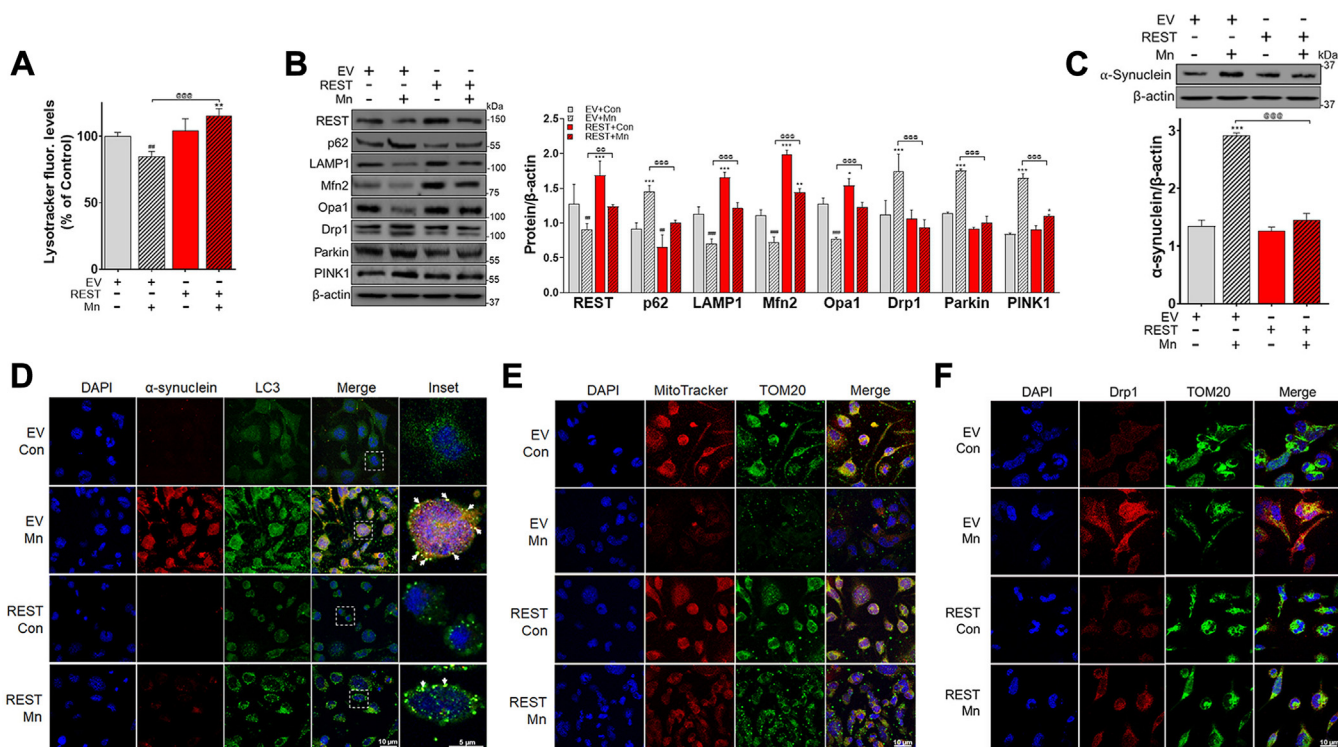 A
Lysotracker fluor. levels
(% of Control)
100
50
0
@@@
**
##
EV + + - -
REST - - + +
Mn - + - +
B
EV + + - -
REST - - + +
Mn - + - +
kDa
REST -150
p62 -55
LAMP1 -100
Mfn2 -75
Opa1 -100
Drp1 -100
Parkin -55
PINK1 -55
β-actin -37
EV+Con
EV+Mn
REST+Con
REST+Mn
Protein/β-actin
2.5
2.0
1.5
1.0
0.5
0.0
## @@ ***
*** @@@ ##
### @@@ ***
### @@@ *** **
### @@@ *
*** @@@
*** @@@
*** @@@ *
REST p62 LAMP1 Mfn2 Opa1 Drp1 Parkin PINK1
C
EV + + - -
REST - - + +
Mn - + - +
kDa
α-Synuclein -37
β-actin -37
α-synuclein/β-actin
3
2
1
0
*** @@@
EV + + - -
REST - - + +
Mn - + - +
D
DAPI α-synuclein LC3 Merge Inset
EV
Con
EV
Mn
REST
Con
REST
Mn
10 μm
5 μm
E
DAPI MitoTracker TOM20 Merge
EV
Con
EV
Mn
REST
Con
REST
Mn
10 μm
F
DAPI Drp1 TOM20 Merge
EV
Con
EV
Mn
REST
Con
REST
Mn
10 μm